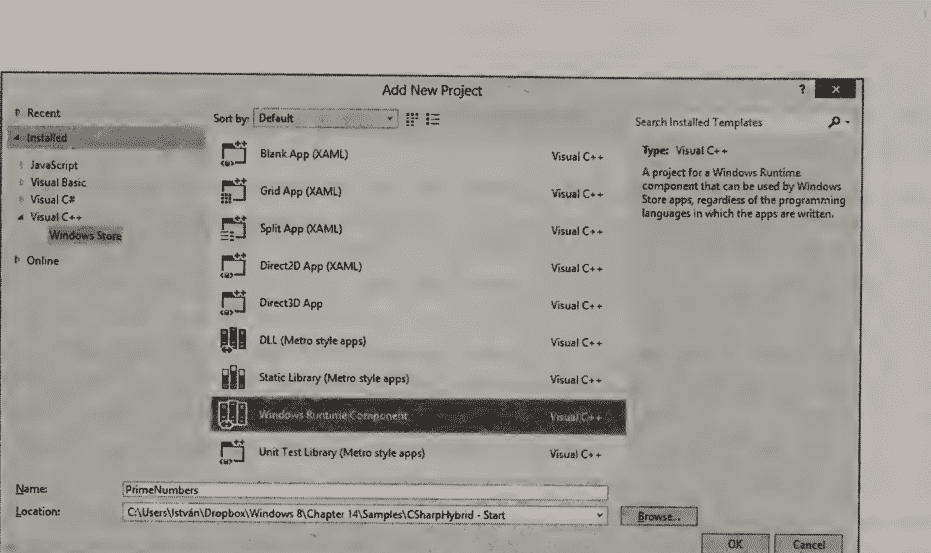 Add New Project
?
Recent
Installed
JavaScript
Visual Basic
Visual C#
Visual C++
Windows Store
Online
Sort by: Default
Blank App (XAML) Visual C++
Grid App (XAML) Visual C++
Split App (XAML) Visual C++
Direct2D App (XAML) Visual C++
Direct3D App Visual C++
DLL (Metro style apps) Visual C++
Static Library (Metro style apps) Visual C++
Windows Runtime Component Visual C++
Unit Test Library (Metro style apps) Visual C++
Search Installed Templates
Type: Visual C++
A project for a Windows Runtime
component that can be used by Windows
Store apps, regardless of the programming
languages in which the apps are written.
Name: PrimeNumbers
Location: C:\Users\István\Dropbox\Windows 8\Chapter 14\Samples\CSharpHybrid - Start
Browse...
OK Cancel